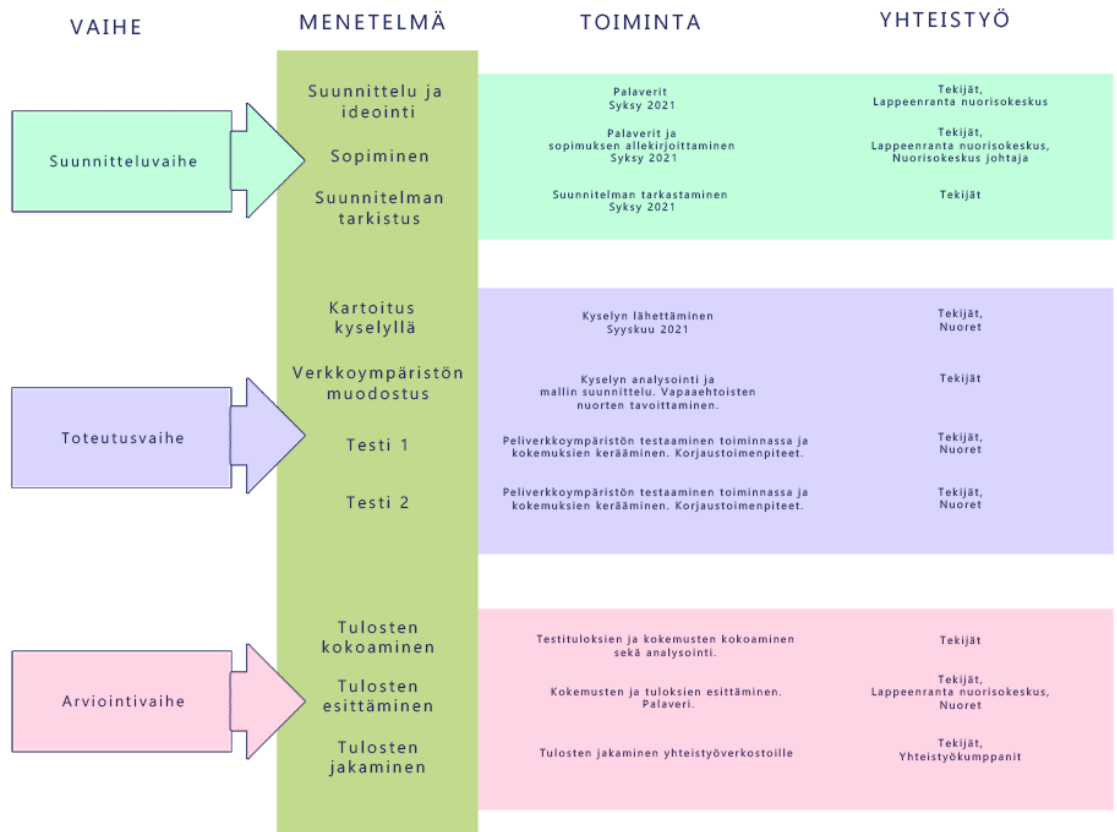 VAIHE
MENETELMÄ
TOIMINTA
YHTEISTYÖ
Suunnitteluvaihe
Suunnittelu ja
ideointi
Palaverit
Syksy 2021
Tekijät,
Lappeenranta nuorisokeskus
Sopiminen
Palaverit ja
sopimuksen allekirjoittaminen
Syksy 2021
Tekijät,
Lappeenranta nuorisokeskus,
Nuorisokeskus johtaja
Suunnitelman
tarkistus
Suunnitelman tarkastaminen
Syksy 2021
Tekijät
Toteutusvaihe
Kartoitus
kyselyllä
Kyselyn lähettäminen
Syyskuu 2021
Tekijät,
Nuoret
Verkkoympäristön
muodostus
Kyselyn analysointi ja
mallin suunnittelu. Vapaaehtoisten
nuorten tavoittaminen.
Tekijät
Testi 1
Peliverkkoympäristön testaaminen toiminnassa ja
kokemuksien kerääminen. Korjaustoimenpiteet.
Tekijät,
Nuoret
Testi 2
Peliverkkoympäristön testaaminen toiminnassa ja
kokemuksien kerääminen. Korjaustoimenpiteet.
Tekijät,
Nuoret
Arviointivaihe
Tulosten
kokoaminen
Testituloksien ja kokemusten kokoaminen
sekä analysointi.
Tekijät
Tulosten
esittäminen
Kokemusten ja tuloksien esittäminen.
Palaveri.
Tekijät,
Lappeenranta nuorisokeskus,
Nuoret
Tulosten
jakaminen
Tulosten jakaminen yhteistyöverkostoille
Tekijät,
Yhteistyökumppanit